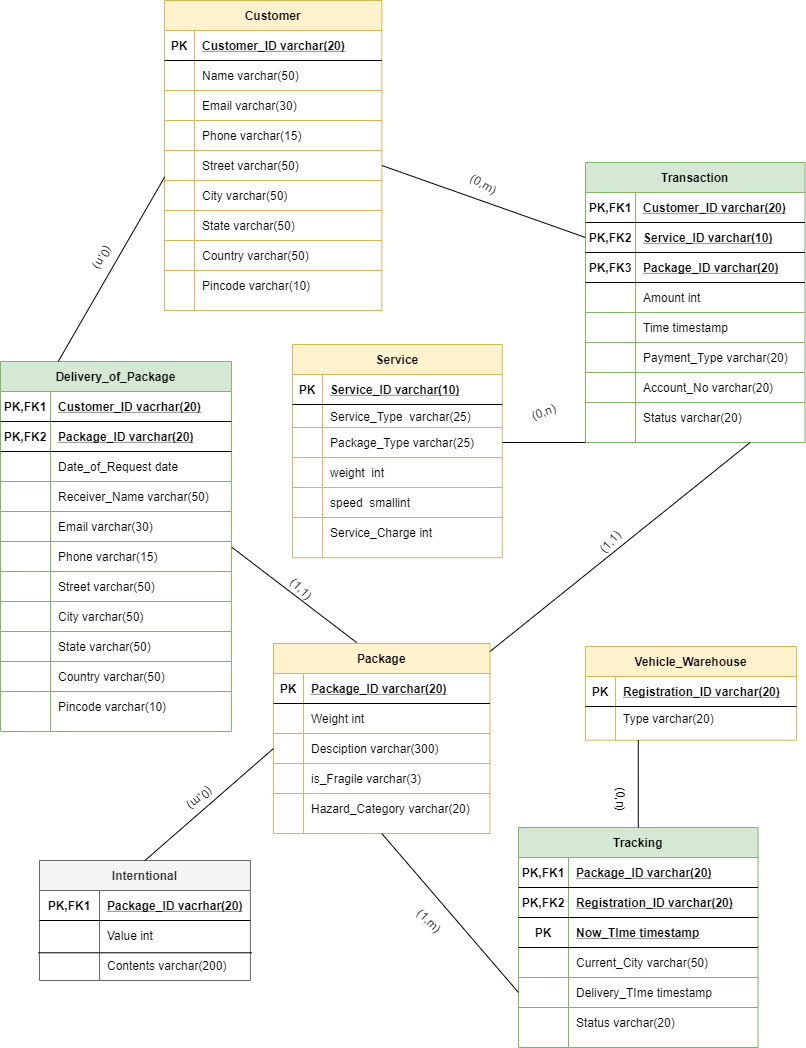 Customer
PK Customer_ID varchar(20)
Name varchar(50)
Email varchar(30)
Phone varchar(15)
Street varchar(50)
City varchar(50)
State varchar(50)
Country varchar(50)
Pincode varchar(10)
(0,m)
(0,n)
Transaction
PK,FK1 Customer_ID varchar(20)
PK,FK2 Service_ID varchar(10)
PK,FK3 Package_ID varchar(20)
Amount int
Time timestamp
Payment_Type varchar(20)
Account_No varchar(20)
Status varchar(20)
Service
PK Service_ID varchar(10)
Service_Type varchar(25)
Package_Type varchar(25)
weight int
speed smallint
Service_Charge int
(0,n)
Delivery_of_Package
PK,FK1 Customer_ID vacrhar(20)
PK,FK2 Package_ID varchar(20)
Date_of_Request date
Receiver_Name varchar(50)
Email varchar(30)
Phone varchar(15)
Street varchar(50)
City varchar(50)
State varchar(50)
Country varchar(50)
Pincode varchar(10)
(1,1)
(1,1)
Package
PK Package_ID varchar(20)
Weight int
Desciption varchar(300)
is_Fragile varchar(3)
Hazard_Category varchar(20)
Vehicle_Warehouse
PK Registration_ID varchar(20)
Type varchar(20)
(0,m)
(0,n)
Interntional
PK,FK1 Package_ID vacrhar(20)
Value int
Contents varchar(200)
(1,m)
Tracking
PK,FK1 Package_ID varchar(20)
PK,FK2 Registration_ID varchar(20)
PK Now_TIme timestamp
Current_City varchar(50)
Delivery_TIme timestamp
Status varchar(20)